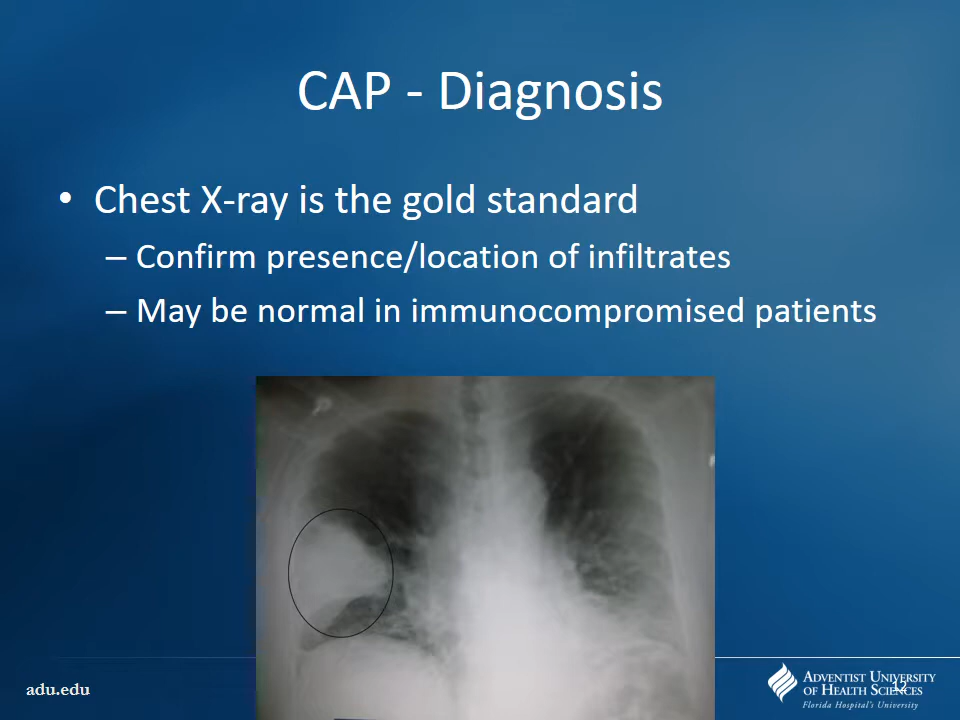 CAP - Diagnosis
• Chest X-ray is the gold standard
– Confirm presence/location of infiltrates
– May be normal in immunocompromised patients
adu.edu
12
ADVENTIST UNIVERSITY
OF HEALTH SCIENCES
Florida Hospital's University